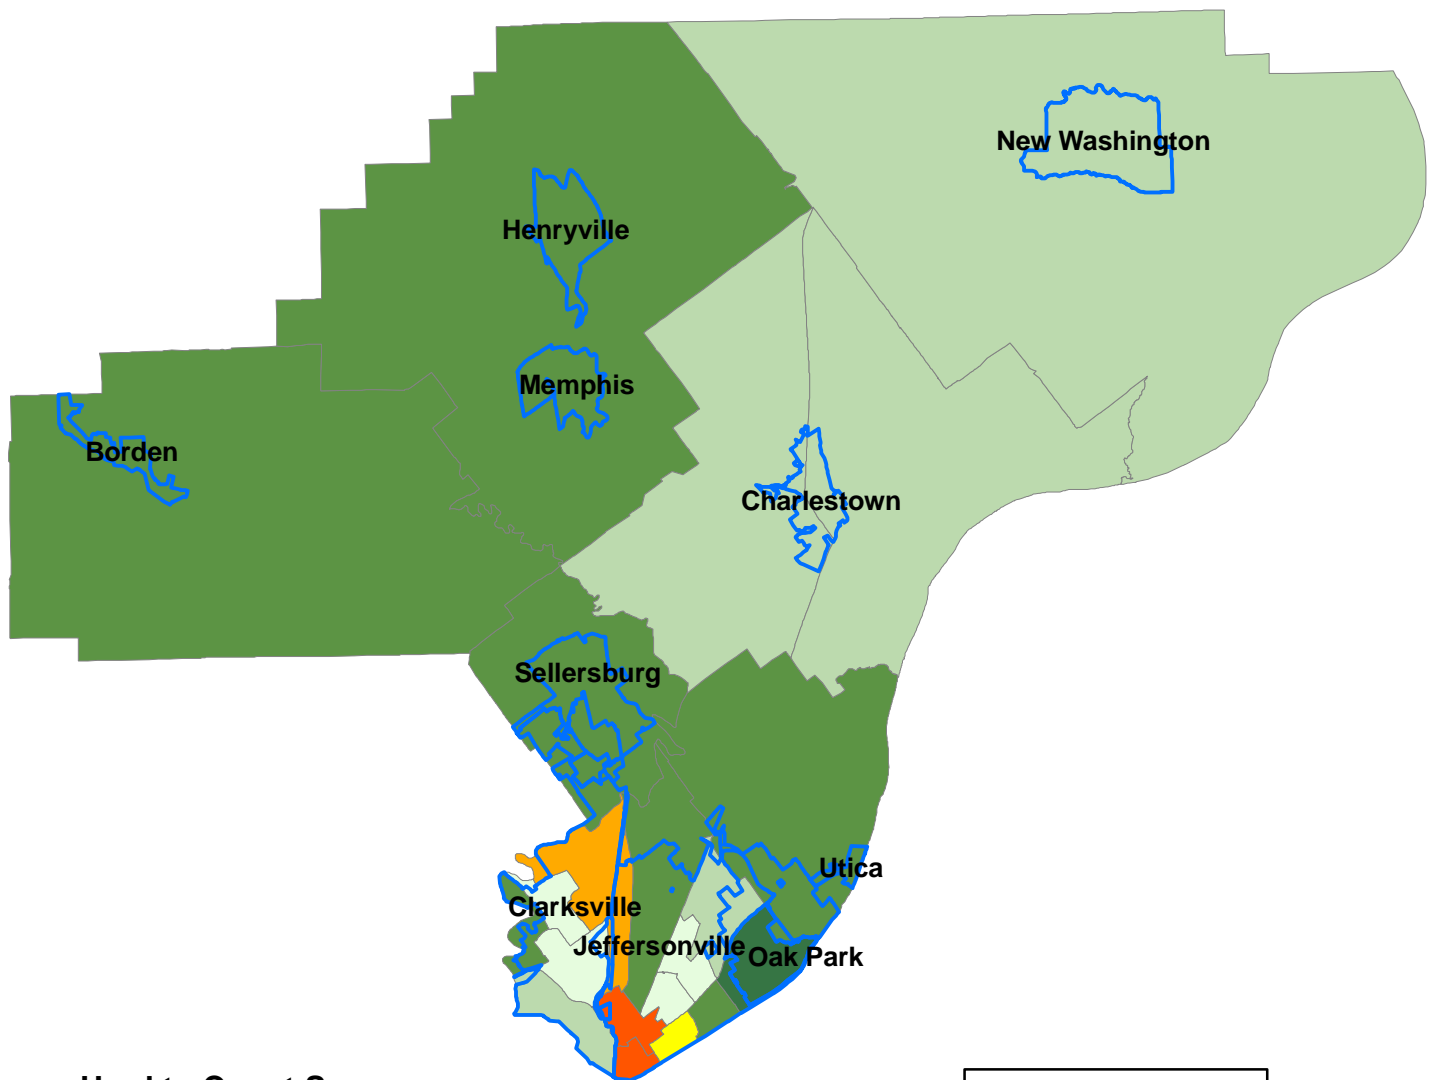 New Washington
Henryville
Memphis
Borden
Charlestown
Sellersburg
Utica
Clarksville
Jeffersonville
Oak Park